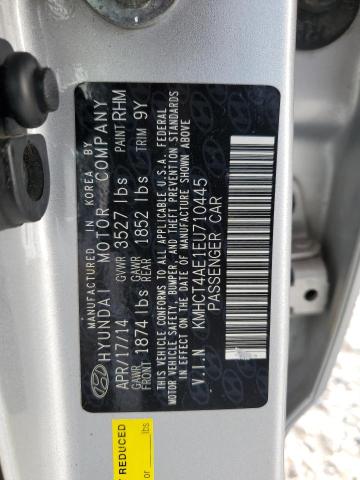 MANUFACTURED IN KOREA BY
HYUNDAI MOTOR COMPANY
APR/17/14 GVWR 3527 lbs PAINT RHM
GAWR FRONT 1874 lbs GAWR REAR 1852 lbs TRIM 9Y
THIS VEHICLE CONFORMS TO ALL APPLICABLE U.S.A FEDERAL
MOTOR VEHICLE SAFETY, BUMPER, AND THEFT PREVENTION STANDARDS
IN EFFECT ON THE DATE OF MANUFACTURE SHOWN ABOVE.
V.I.N KMHCT4AE1EU710445
PASSENGER CAR
REDUCED
or lbs